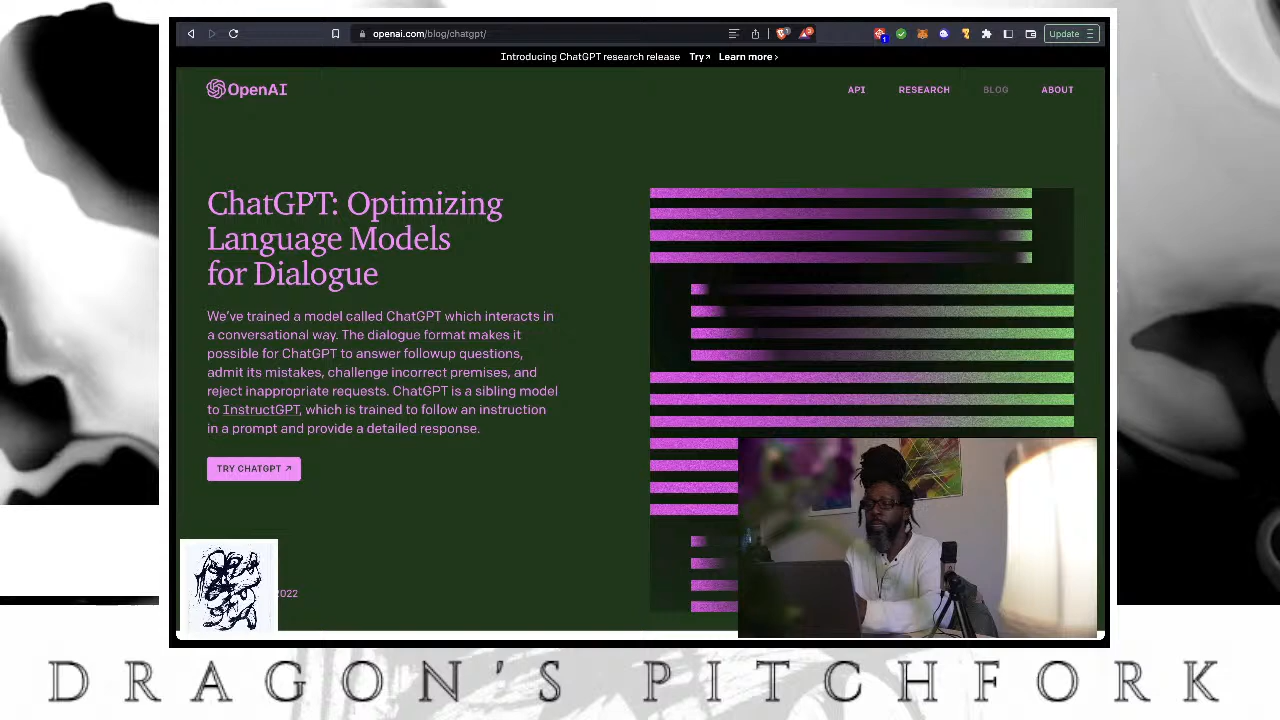 openai.com/blog/chatgpt/
Update
Introducing ChatGPT research release Try↗ Learn more ›
OpenAI
API RESEARCH BLOG ABOUT
ChatGPT: Optimizing
Language Models
for Dialogue
We've trained a model called ChatGPT which interacts in
a conversational way. The dialogue format makes it
possible for ChatGPT to answer followup questions,
admit its mistakes, challenge incorrect premises, and
reject inappropriate requests. ChatGPT is a sibling model
to InstructGPT, which is trained to follow an instruction
in a prompt and provide a detailed response.
TRY CHATGPT ↗
2022
DRAGON'S PITCHFORK